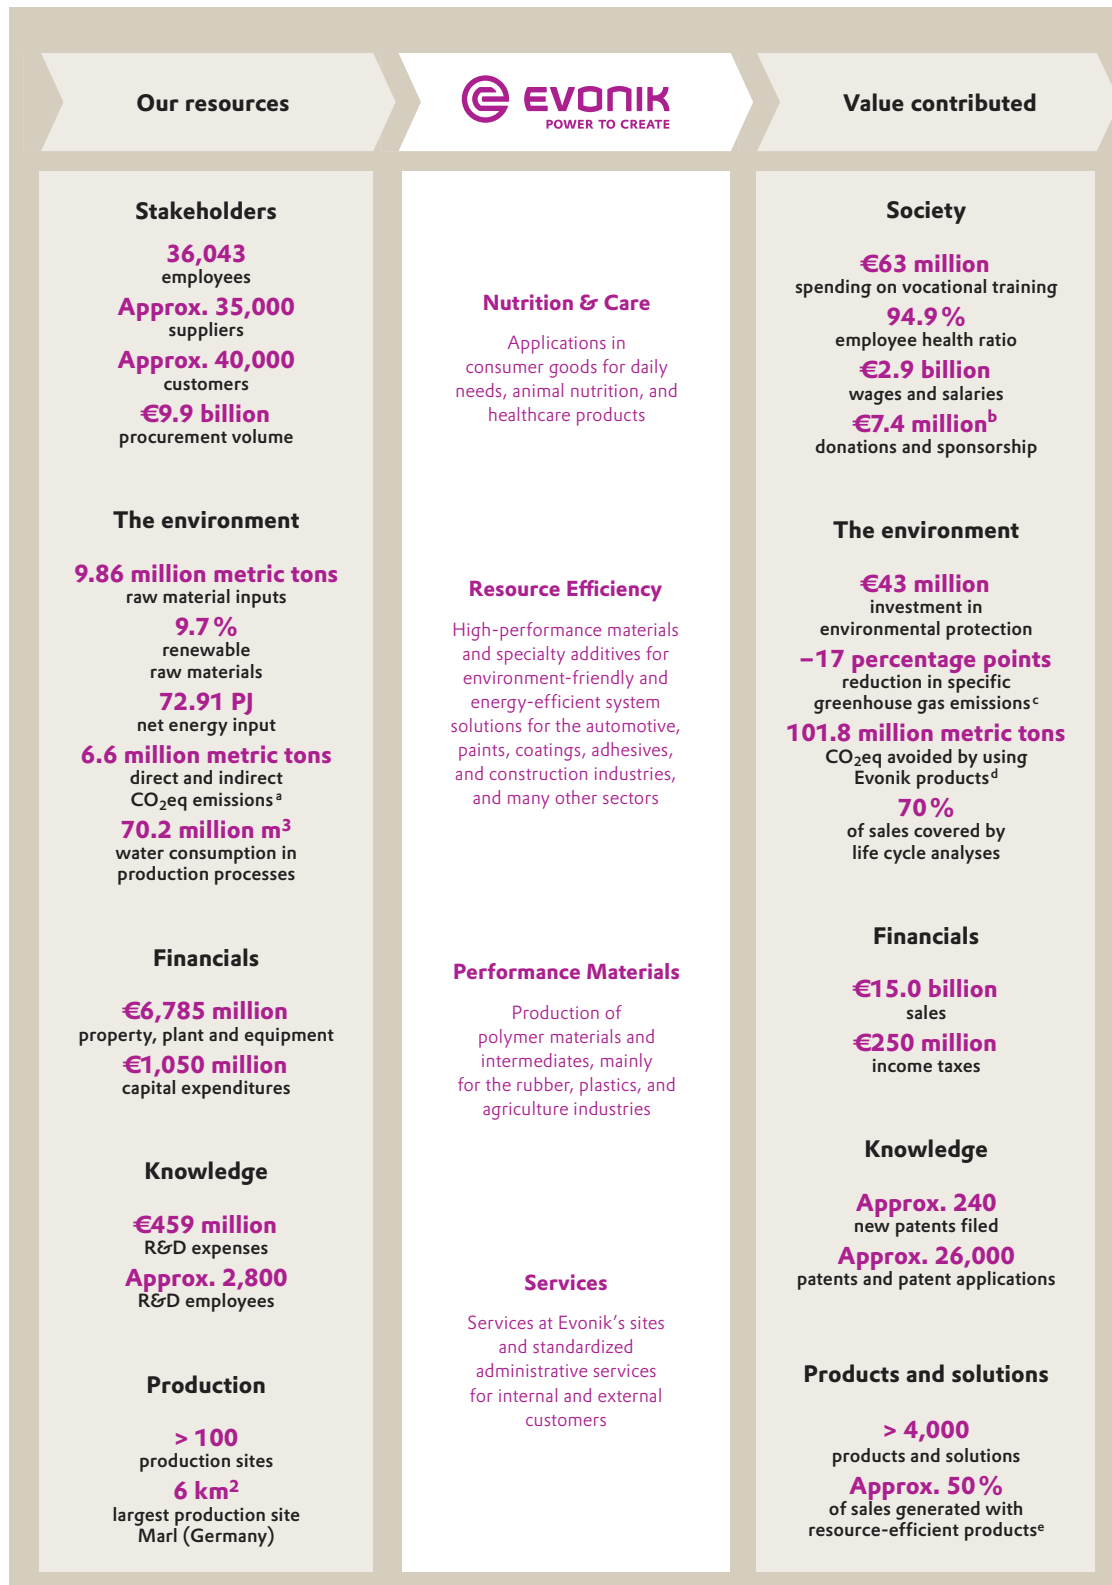 Our resources
EVONIK
POWER TO CREATE
Value contributed
Stakeholders
36,043
employees
Approx. 35,000
suppliers
Approx. 40,000
customers
€9.9 billion
procurement volume
The environment
9.86 million metric tons
raw material inputs
9.7 %
renewable
raw materials
72.91 PJ
net energy input
6.6 million metric tons
direct and indirect
CO₂eq emissions ᵃ
70.2 million m³
water consumption in
production processes
Financials
€6,785 million
property, plant and equipment
€1,050 million
capital expenditures
Knowledge
€459 million
R&D expenses
Approx. 2,800
R&D employees
Production
> 100
production sites
6 km²
largest production site
Marl (Germany)
Nutrition & Care
Applications in
consumer goods for daily
needs, animal nutrition, and
healthcare products
Resource Efficiency
High-performance materials
and specialty additives for
environment-friendly and
energy-efficient system
solutions for the automotive,
paints, coatings, adhesives,
and construction industries,
and many other sectors
Performance Materials
Production of
polymer materials and
intermediates, mainly
for the rubber, plastics, and
agriculture industries
Services
Services at Evonik’s sites
and standardized
administrative services
for internal and external
customers
Society
€63 million
spending on vocational training
94.9 %
employee health ratio
€2.9 billion
wages and salaries
€7.4 millionᵇ
donations and sponsorship
The environment
€43 million
investment in
environmental protection
–17 percentage points
reduction in specific
greenhouse gas emissions ᶜ
101.8 million metric tons
CO₂eq avoided by using
Evonik products ᵈ
70 %
of sales covered by
life cycle analyses
Financials
€15.0 billion
sales
€250 million
income taxes
Knowledge
Approx. 240
new patents filed
Approx. 26,000
patents and patent applications
Products and solutions
> 4,000
products and solutions
Approx. 50 %
of sales generated with
resource-efficient productsᵉ